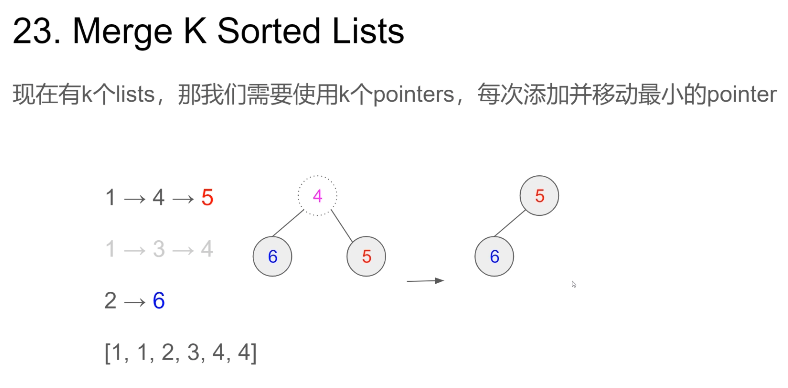 23. Merge K Sorted Lists
现在有k个lists，那我们需要使用k个pointers，每次添加并移动最小的pointer
1 → 4 → 5
4
5
1 → 3 → 4
6
5
6
2 → 6
[1, 1, 2, 3, 4, 4]